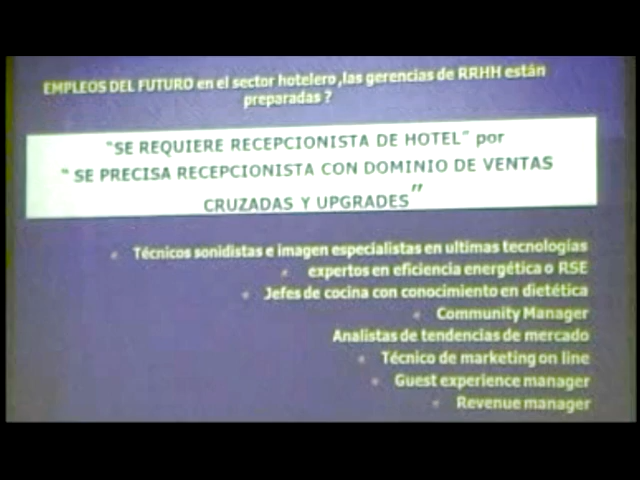 EMPLEOS DEL FUTURO en el sector hotelero ,las gerencias de RRHH están
preparadas ?
"SE REQUIERE RECEPCIONISTA DE HOTEL" por
" SE PRECISA RECEPCIONISTA CON DOMINIO DE VENTAS
CRUZADAS Y UPGRADES"
Técnicos sonidistas e imagen especialistas en ultimas tecnologías
expertos en eficiencia energética o RSE
Jefes de cocina con conocimiento en dietética
Community Manager
Analistas de tendencias de mercado
Técnico de marketing on line
Guest experience manager
Revenue manager